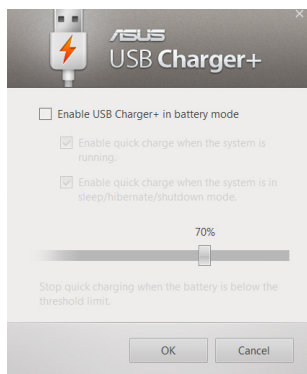 ASUS
USB Charger+
Enable USB Charger+ in battery mode
Enable quick charge when the system is
running.
Enable quick charge when the system is in
sleep/hibernate/shutdown mode.
70%
Stop quick charging when the battery is below the
threshold limit.
OK
Cancel